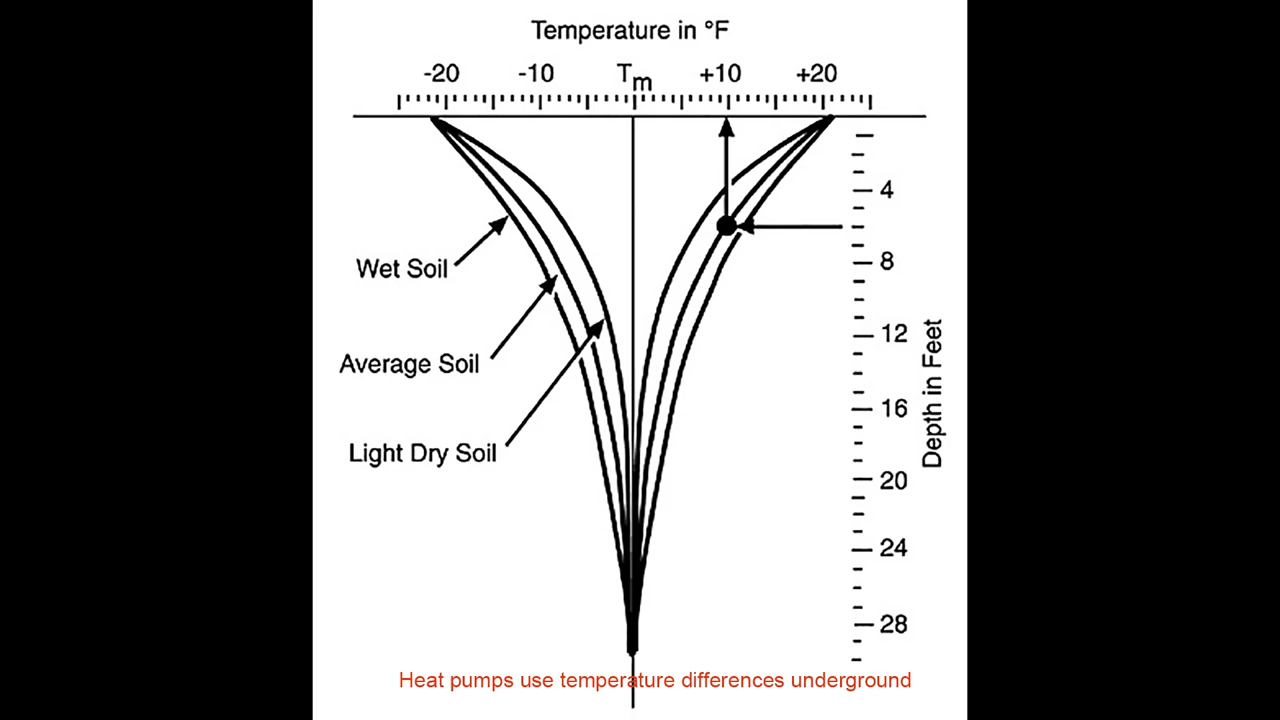 Temperature in °F
-20 -10 Tm +10 +20
4
8
Wet Soil
12
Average Soil
16
Depth in Feet
Light Dry Soil
20
24
28
Heat pumps use temperature differences underground